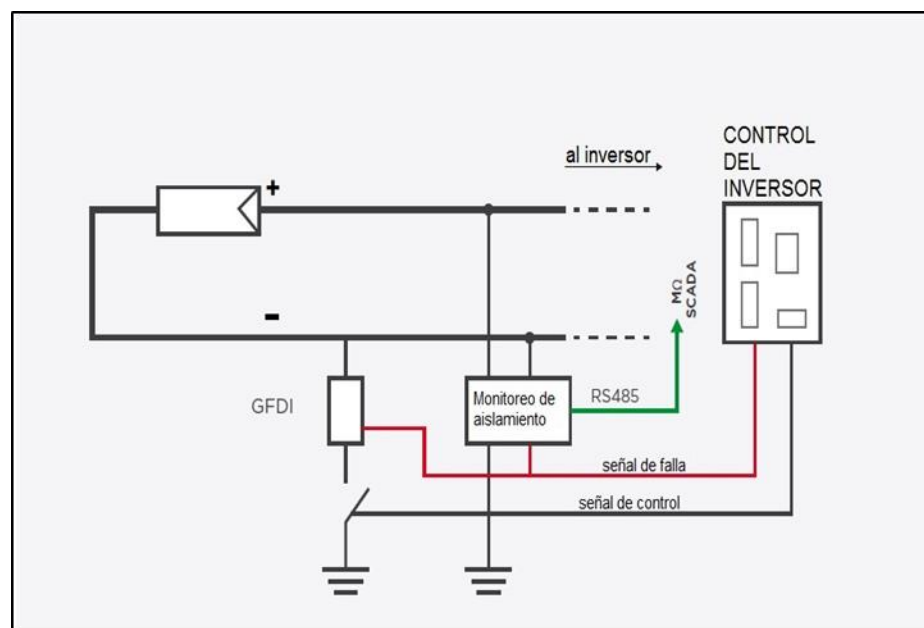 CONTROL
DEL
INVERSOR
al inversor
+
-
MΩ
SCADA
GFDI
Monitoreo de
aislamiento
RS485
señal de falla
señal de control